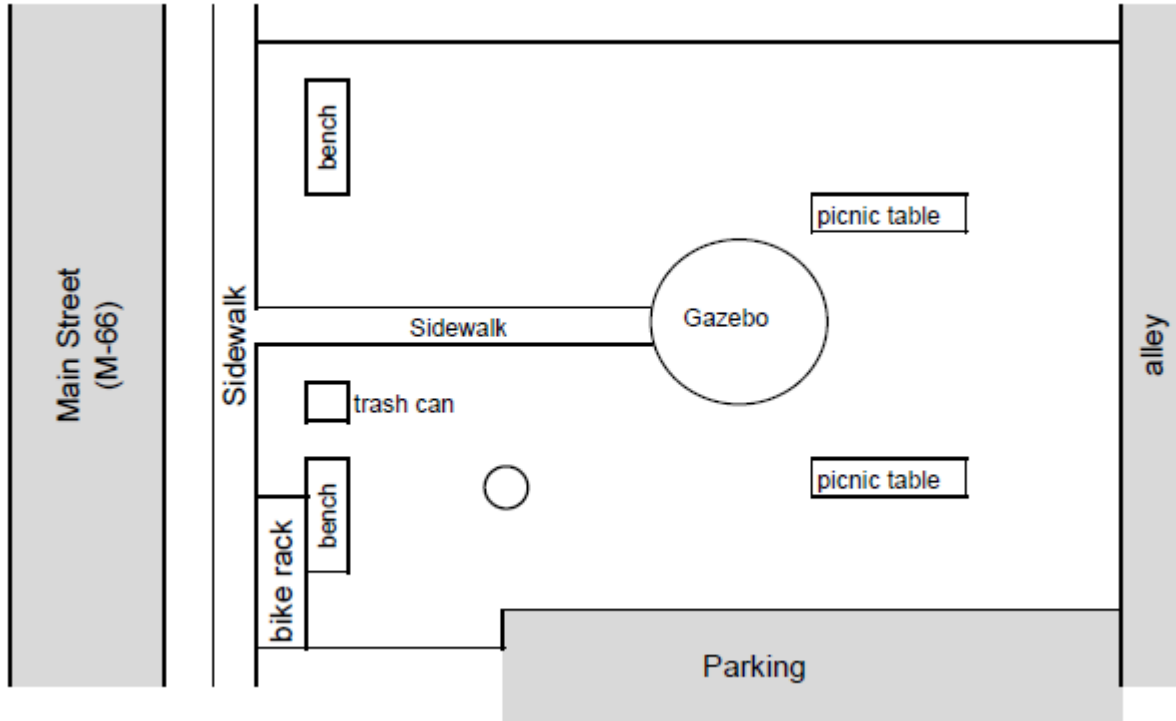 bench
picnic table
Main Street
(M-66)
Sidewalk
Sidewalk
Gazebo
alley
trash can
picnic table
bench
bike rack
Parking